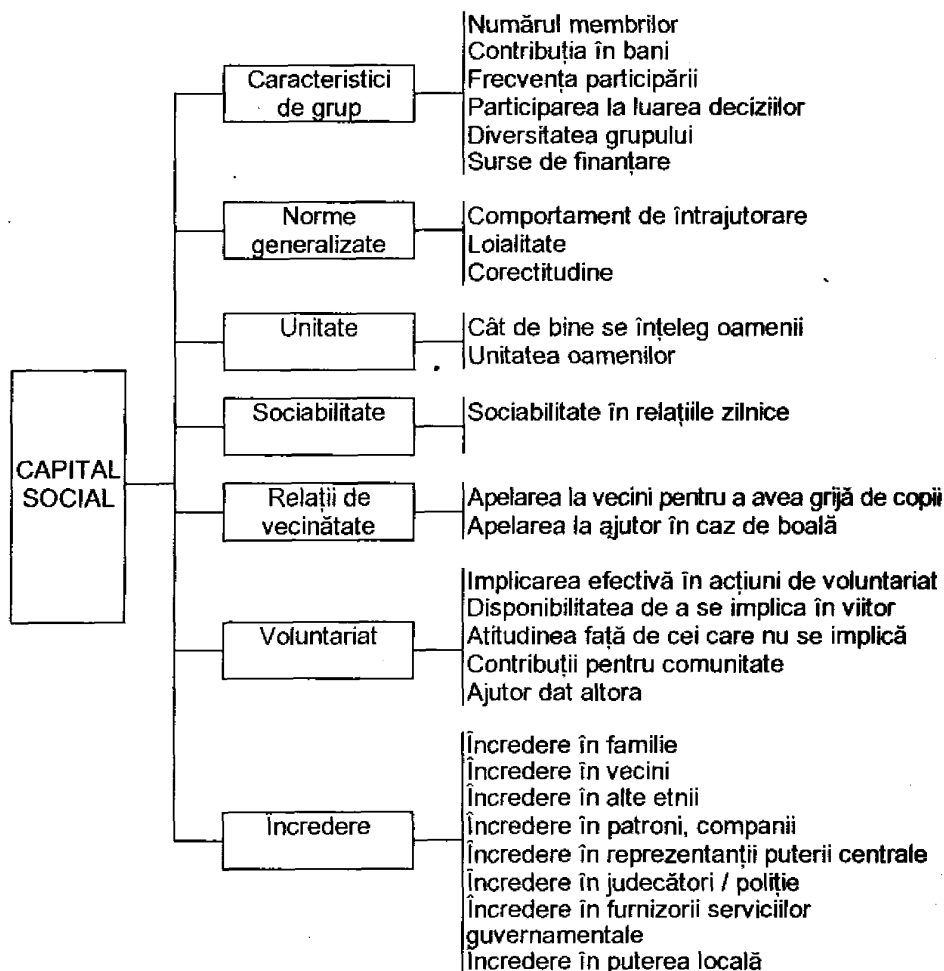 CAPITAL
SOCIAL
Caracteristici
de grup
Numărul membrilor
Contribuția în bani
Frecvența participării
Participarea la luarea deciziilor
Diversitatea grupului
Surse de finanțare
Norme
generalizate
Comportament de întrajutorare
Loialitate
Corectitudine
Unitate
Cât de bine se înțeleg oamenii
Unitatea oamenilor
Sociabilitate
Sociabilitate în relațiile zilnice
Relații de
vecinătate
Apelarea la vecini pentru a avea grijă de copii
Apelarea la ajutor în caz de boală
Voluntariat
Implicarea efectivă în acțiuni de voluntariat
Disponibilitatea de a se implica în viitor
Atitudinea față de cei care nu se implică
Contribuții pentru comunitate
Ajutor dat altora
Încredere
Încredere în familie
Încredere în vecini
Încredere în alte etnii
Încredere în patroni, companii
Încredere în reprezentanții puterii centrale
Încredere în judecători / poliție
Încredere în furnizorii serviciilor
guvernamentale
Încredere în puterea locală